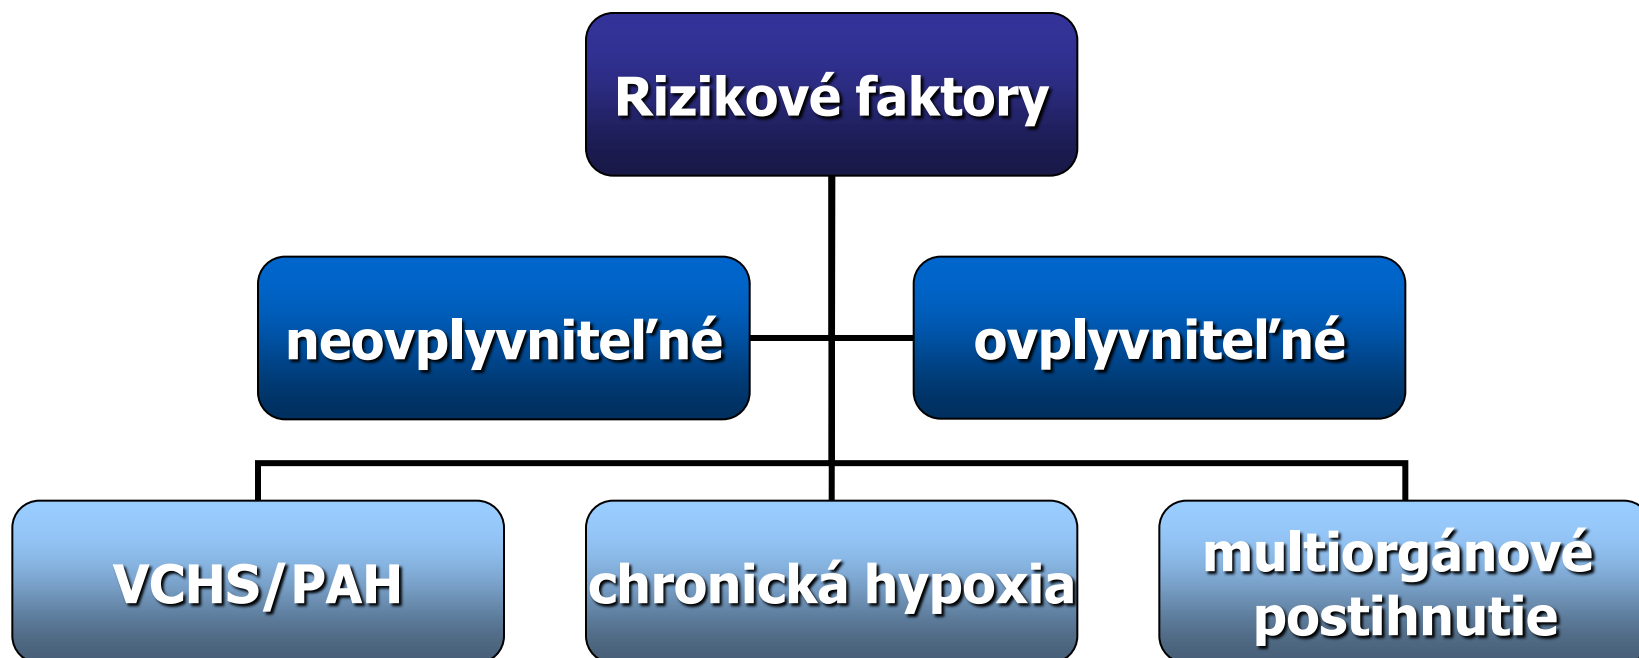 Rizikové faktory
neovplyvniteľné
ovplyvniteľné
VCHS/PAH
chronická hypoxia
multiorgánové
postihnutie